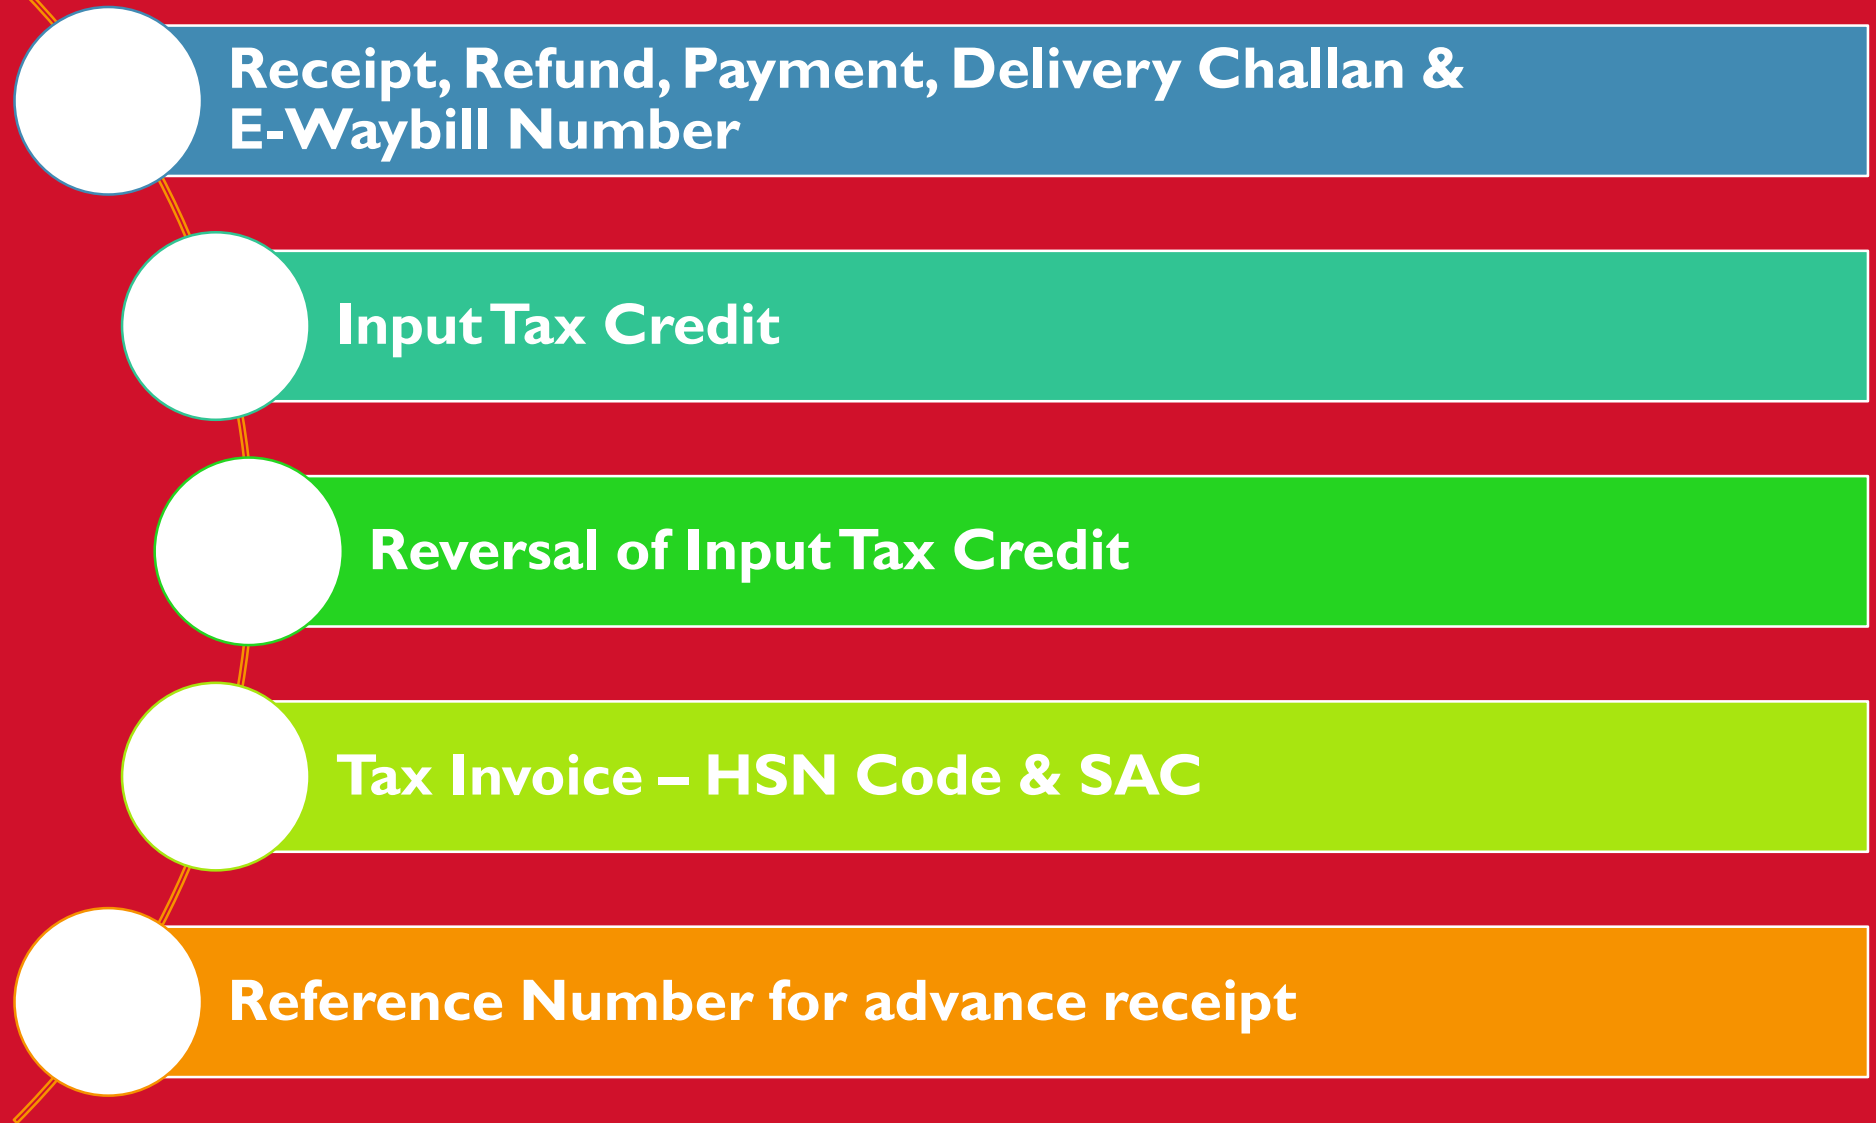 Receipt, Refund, Payment, Delivery Challan &
E-Waybill Number
Input Tax Credit
Reversal of Input Tax Credit
Tax Invoice – HSN Code & SAC
Reference Number for advance receipt